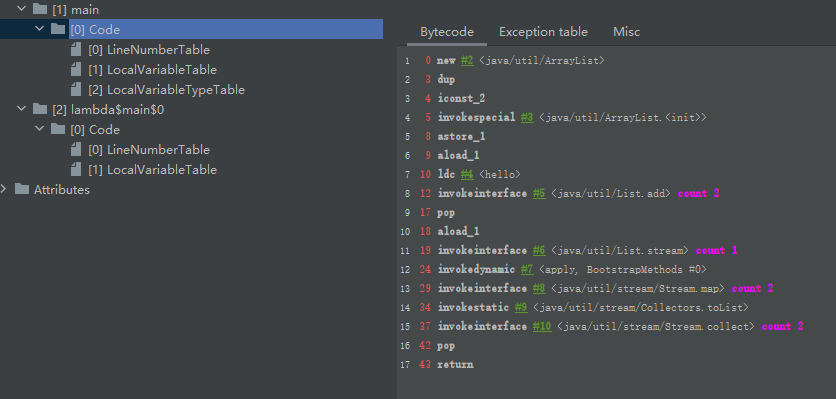 [1] main
[0] Code
[0] LineNumberTable
[1] LocalVariableTable
[2] LocalVariableTypeTable
[2] lambda$main$0
[0] Code
[0] LineNumberTable
[1] LocalVariableTable
Attributes
Bytecode Exception table Misc
1 0 new #2 <java/util/ArrayList>
2 3 dup
3 4 iconst_2
4 5 invokespecial #3 <java/util/ArrayList.<init>>
5 8 astore_1
6 9 aload_1
7 10 ldc #4 <hello>
8 12 invokeinterface #5 <java/util/List.add> count 2
9 17 pop
10 18 aload_1
11 19 invokeinterface #6 <java/util/List.stream> count 1
12 24 invokedynamic #7 <apply, BootstrapMethods #0>
13 29 invokeinterface #8 <java/util/stream/Stream.map> count 2
14 34 invokestatic #9 <java/util/stream/Collectors.toList>
15 37 invokeinterface #10 <java/util/stream/Stream.collect> count 2
16 42 pop
17 43 return